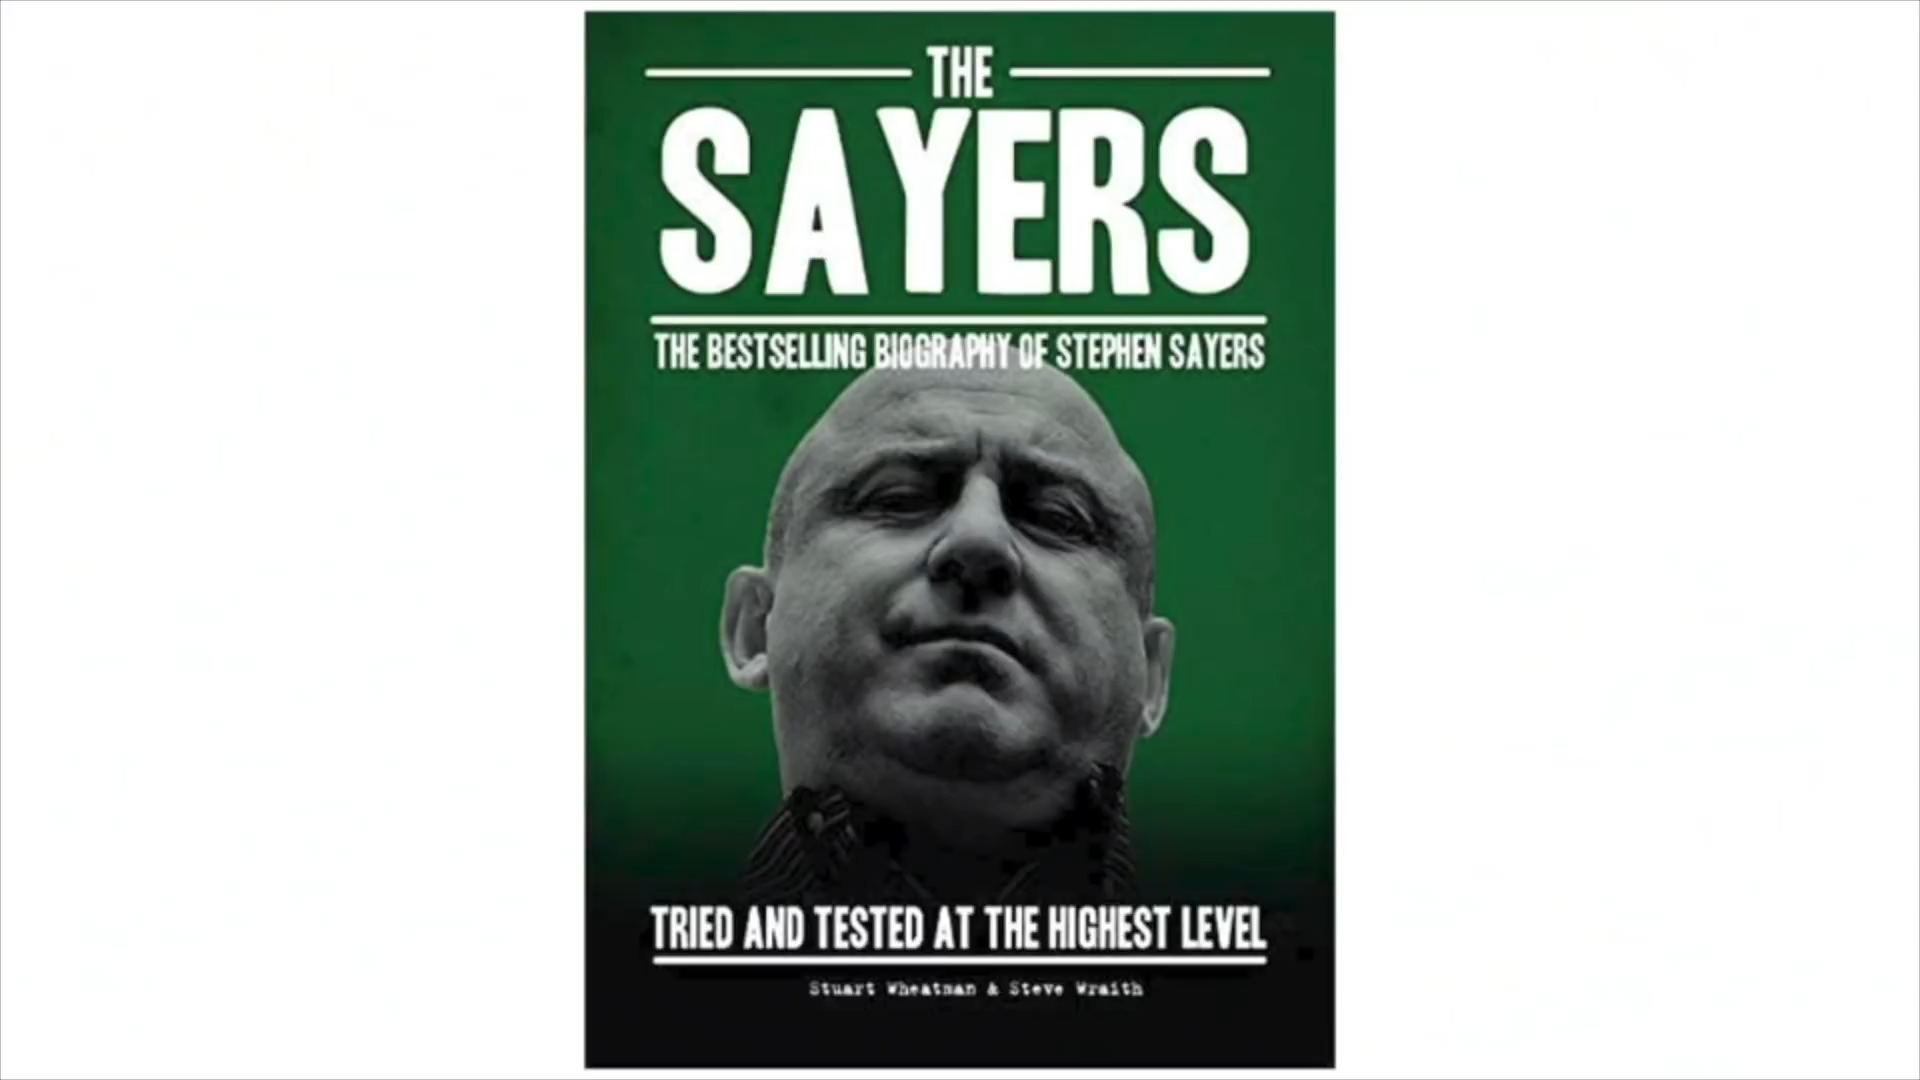 THE
SAYERS
THE BESTSELLING BIOGRAPHY OF STEPHEN SAYERS
TRIED AND TESTED AT THE HIGHEST LEVEL
Stuart Wheatman & Steve Wraith